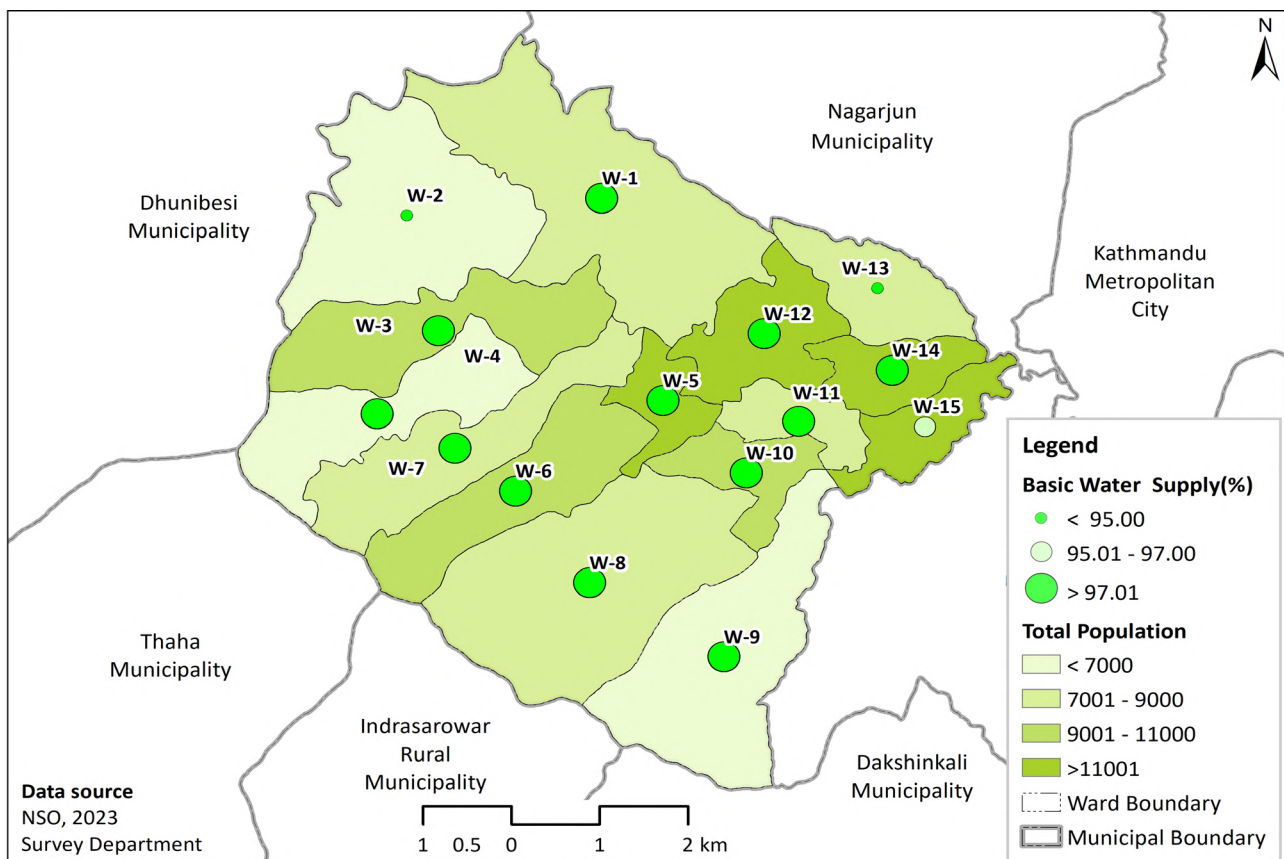 N
Nagarjun
Municipality
W-1
W-2
Dhunibesi
Municipality
Kathmandu
Metropolitan
City
W-13
W-3
W-12
W-4
W-14
W-5
W-11
W-15
W-10
W-7
W-6
W-8
W-9
Thaha
Municipality
Indrasarowar
Rural
Municipality
Dakshinkali
Municipality
Legend
Basic Water Supply(%)
< 95.00
95.01 - 97.00
> 97.01
Total Population
< 7000
7001 - 9000
9001 - 11000
>11001
Ward Boundary
Municipal Boundary
Data source
NSO, 2023
Survey Department
1 0.5 0 1 2 km